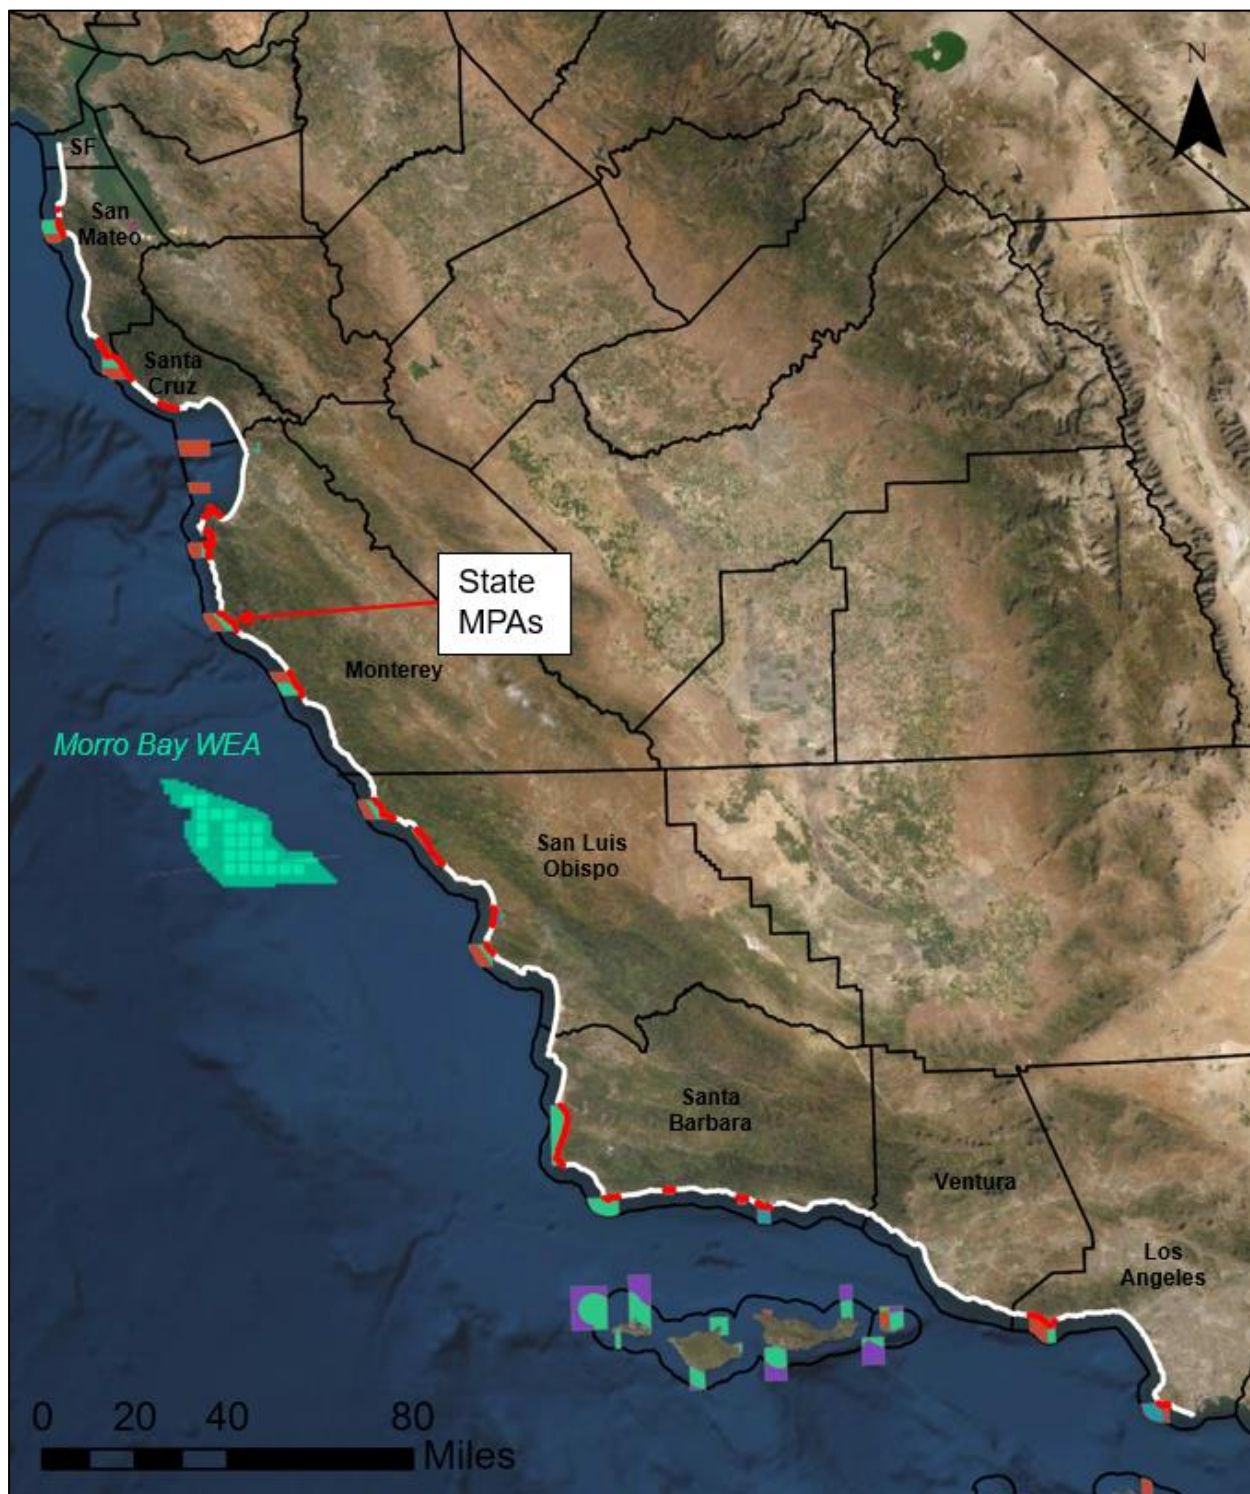 N
SF
San
Mateo
Santa
Cruz
State
MPAs
Monterey
Morro Bay WEA
San Luis
Obispo
Santa
Barbara
Ventura
Los
Angeles
0 20 40 80
Miles